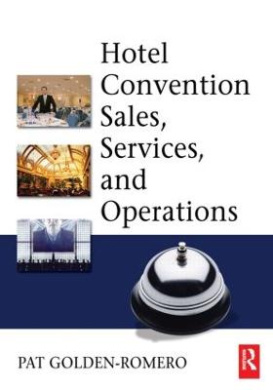 Hotel
Convention
Sales,
Services,
and
Operations
PAT GOLDEN-ROMERO
R